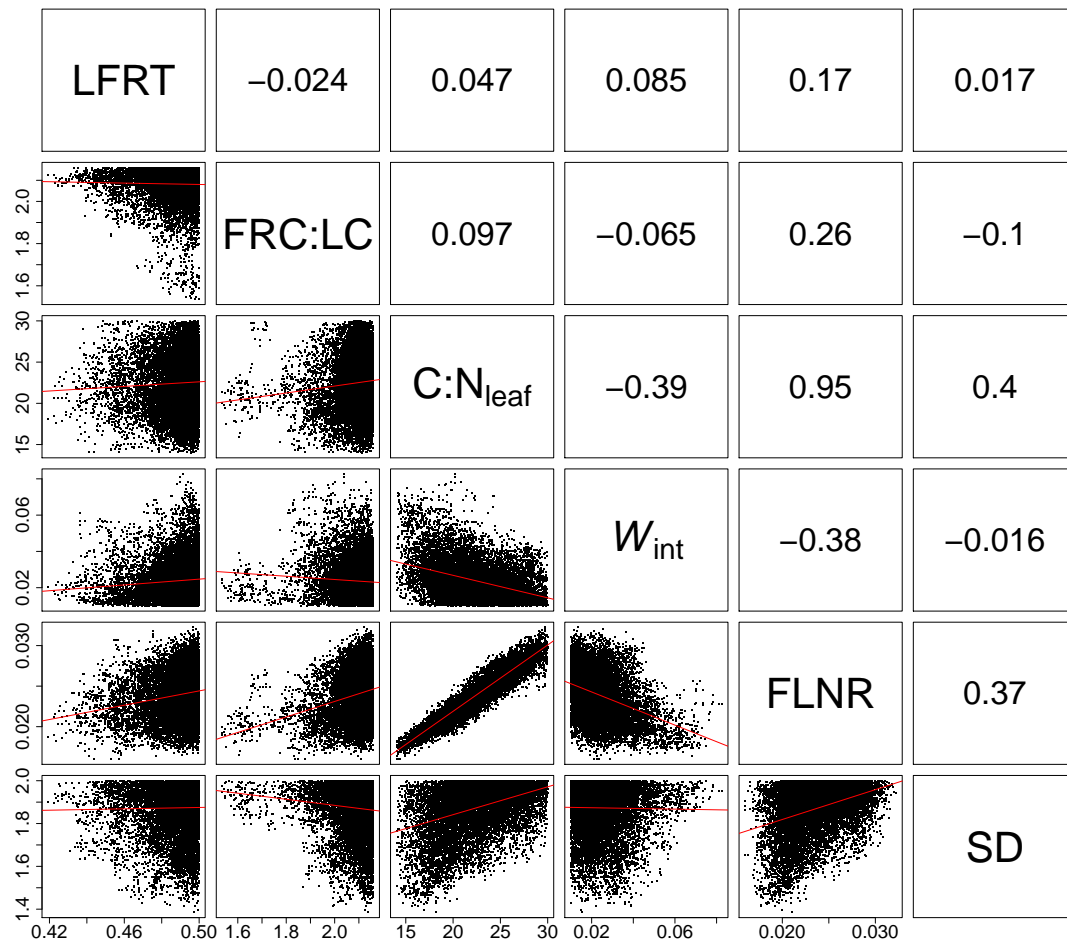 LFRT −0.024 0.047 0.085 0.17 0.017
1.6 1.8 2.0 FRC:LC 0.097 −0.065 0.26 −0.1
15 20 25 30 C:Nleaf −0.39 0.95 0.4
0.02 0.06 Wint −0.38 −0.016
0.020 0.030 FLNR 0.37
1.4 1.6 1.8 2.0 SD
0.42 0.46 0.50 1.6 1.8 2.0 15 20 25 30 0.02 0.06 0.020 0.030